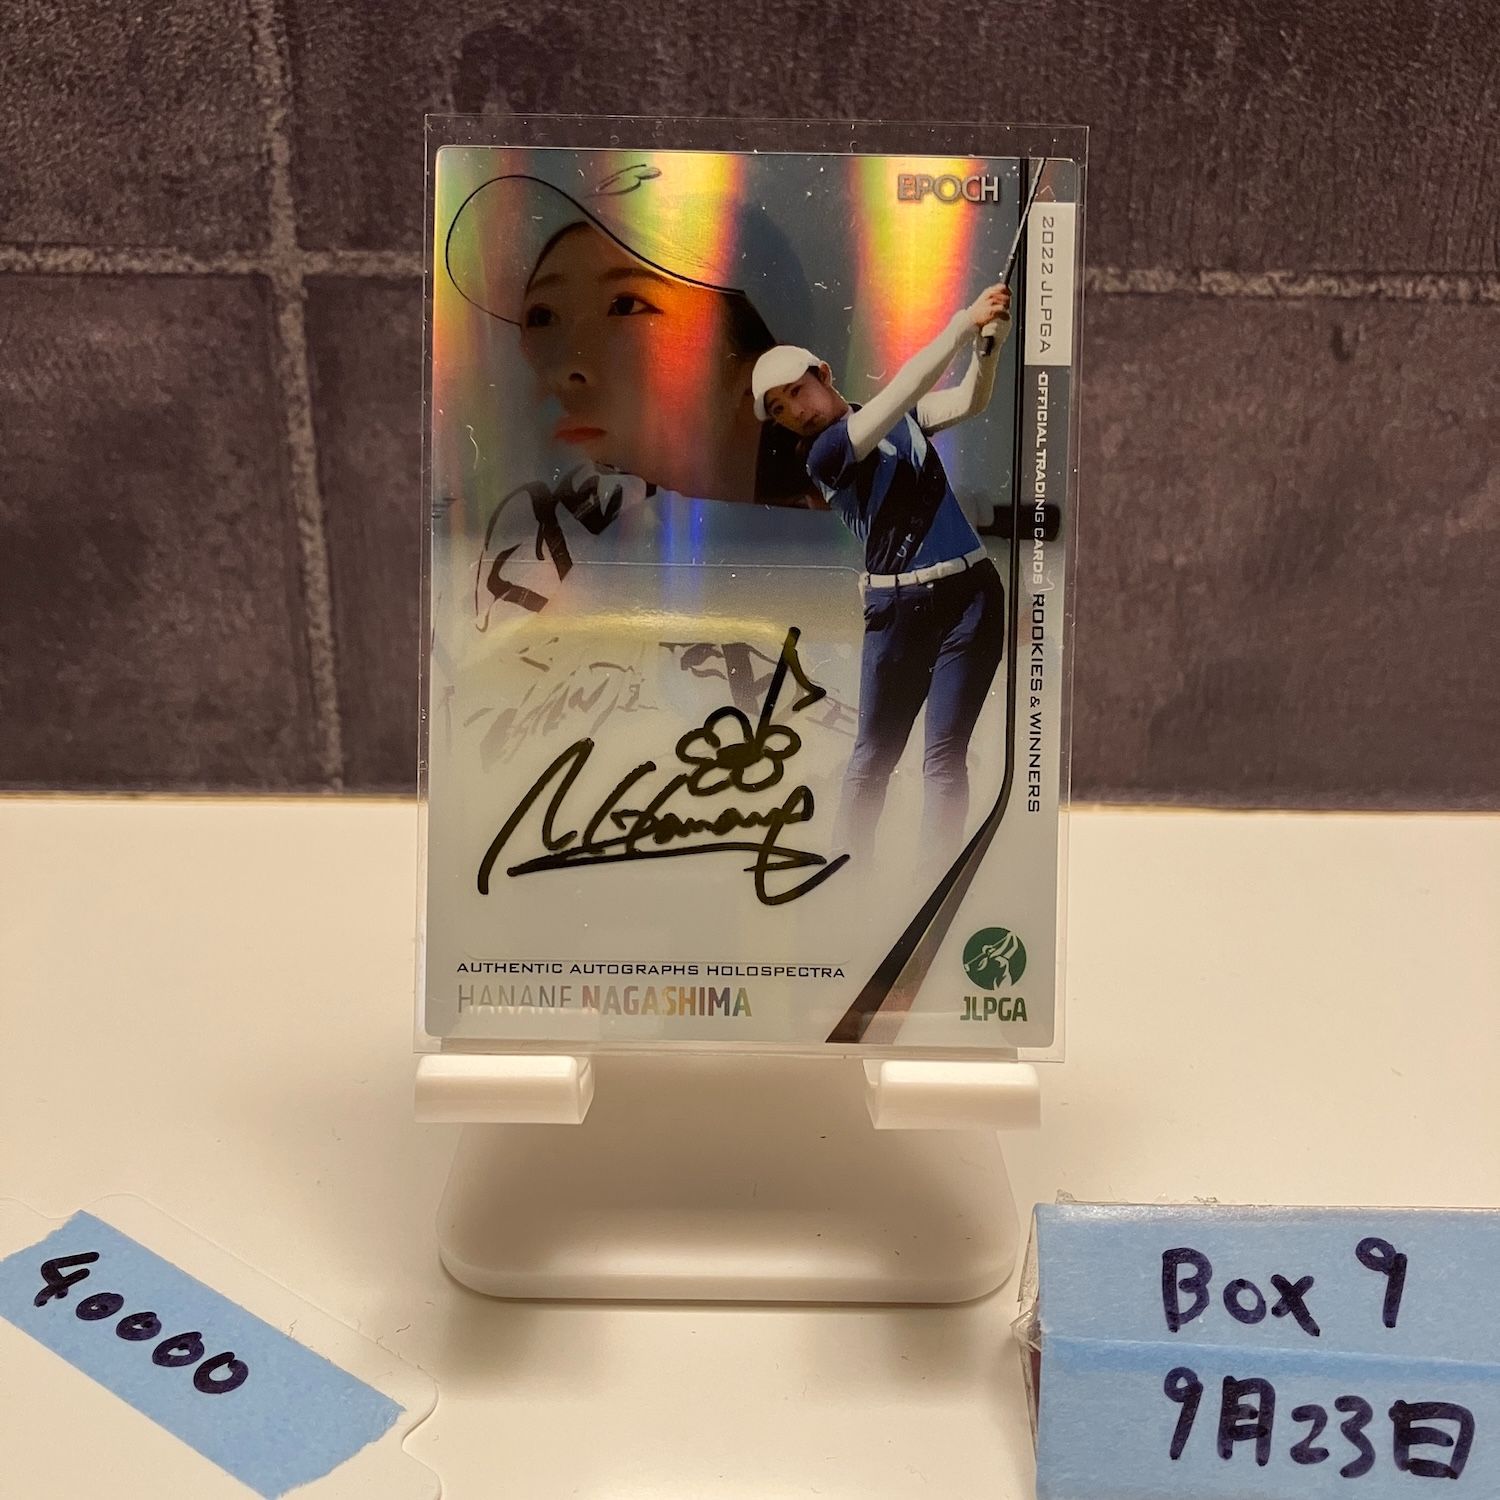 EPOCH
2022 JLPGA OFFICIAL TRADING CARDS ROOKIES & WINNERS
AUTHENTIC AUTOGRAPHS HOLOSPECTRA
HANANE NAGASHIMA
JLPGA
40000
Box 9
9月23日